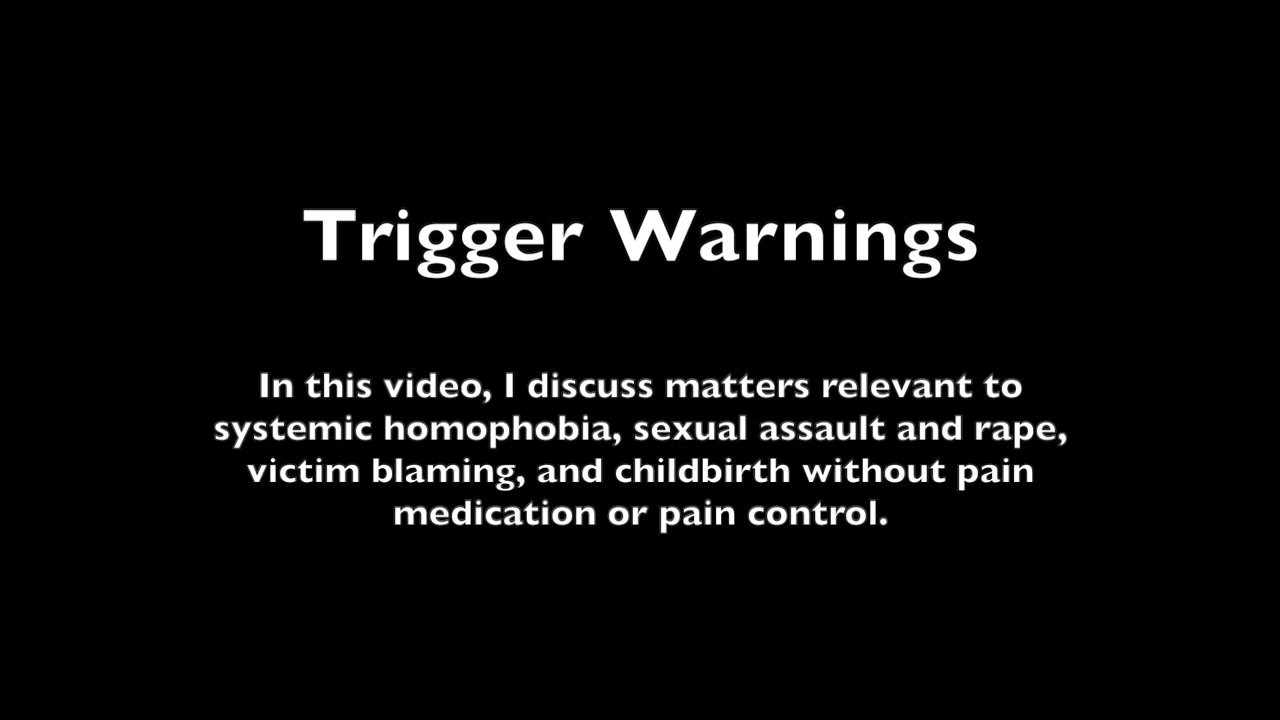 Trigger Warnings
In this video, I discuss matters relevant to
systemic homophobia, sexual assault and rape,
victim blaming, and childbirth without pain
medication or pain control.